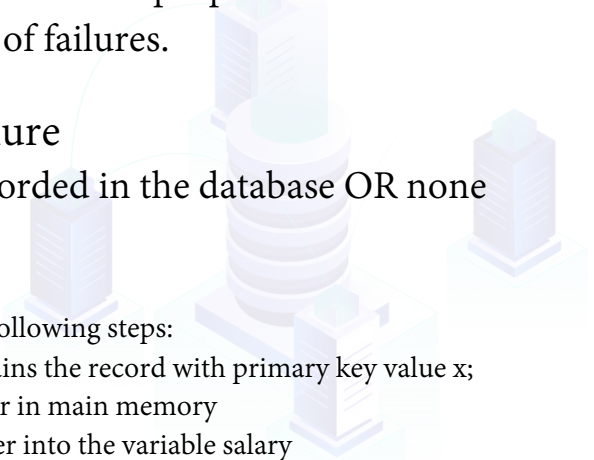 of failures.
orded in the database OR none
ollowing steps:
ins the record with primary key value x;
r in main memory
er into the variable salary